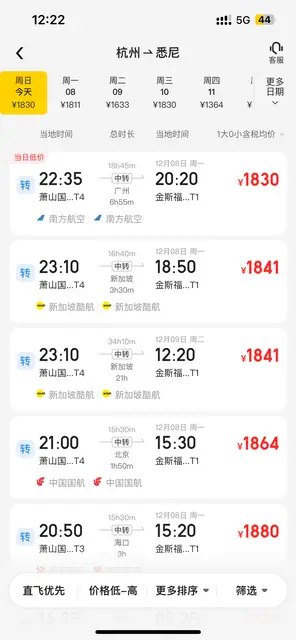 12:22 5G 44
杭州 悉尼
客服
周日 周一 周二 周三 周四 更多
今天 08 09 10 11 日期
¥1830 ¥1811 ¥1633 ¥1830 ¥1364
当地时间 总时长 当地时间 1大0小含税均价
当日低价
转 22:35 18h45m 12月08日 周一 20:20 ¥1830
萧山国...T4 中转 金斯福...T1
广州
6h55m
南方航空 南方航空
转 23:10 16h40m 12月08日 周一 18:50 ¥1841
萧山国...T4 中转 金斯福...T1
新加坡
3h30m
新加坡酷航 新加坡酷航
转 23:10 34h10m 12月09日 周二 12:20 ¥1841
萧山国...T4 中转 金斯福...T1
新加坡
21h
新加坡酷航 新加坡酷航
转 21:00 15h30m 12月08日 周一 15:30 ¥1864
萧山国...T4 中转 金斯福...T1
北京
1h50m
中国国航 中国国航
转 20:50 15h30m 12月08日 周一 15:20 ¥1880
萧山国...T3 中转 金斯福...T1
海口
3h
直飞优先 价格低-高 更多排序 筛选